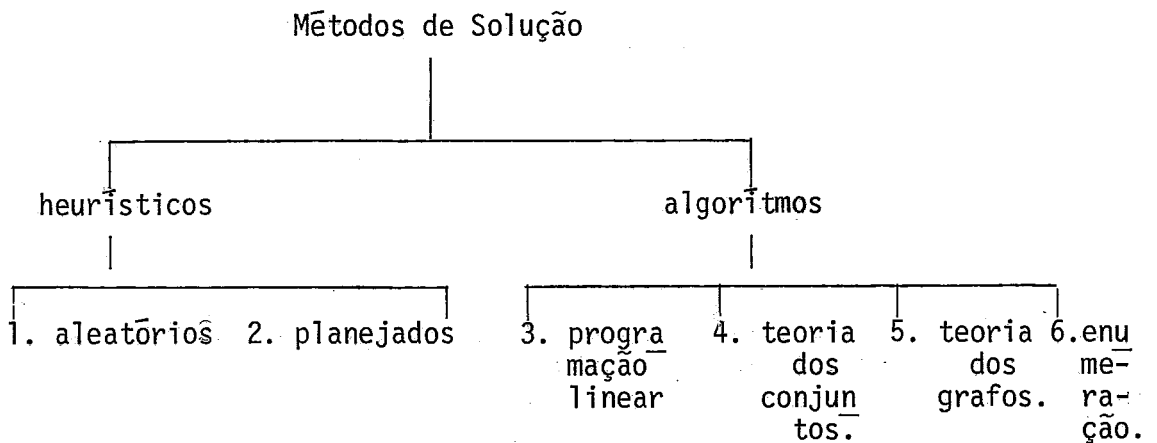 Métodos de Solução
heurísticos algorítmos
1. aleatórios 2. planejados 3. progra 4. teoria 5. teoria 6.enu
mação dos dos me-
linear conjun grafos. ra-
tos. ção.